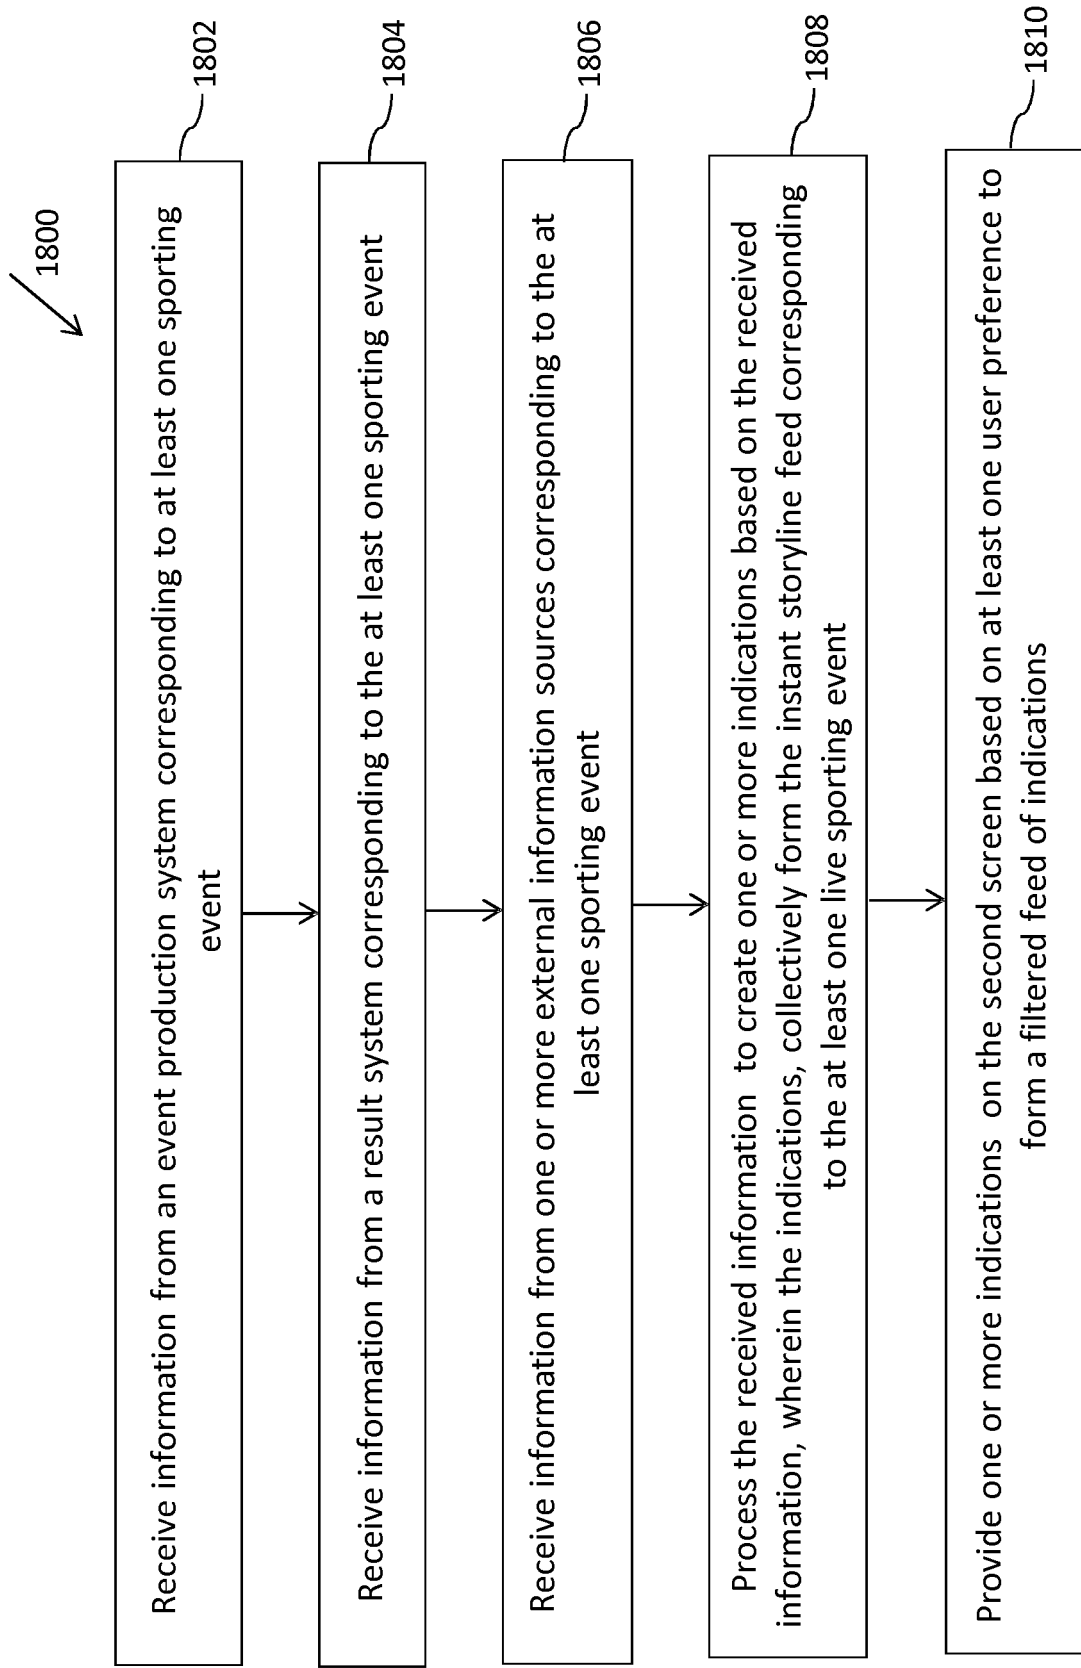 1800
Receive information from an event production system corresponding to at least one sporting
event
1802
Receive information from a result system corresponding to the at least one sporting event
1804
Receive information from one or more external information sources corresponding to the at
least one sporting event
1806
Process the received information to create one or more indications based on the received
information, wherein the indications, collectively form the instant storyline feed corresponding
to the at least one live sporting event
1808
Provide one or more indications on the second screen based on at least one user preference to
form a filtered feed of indications
1810